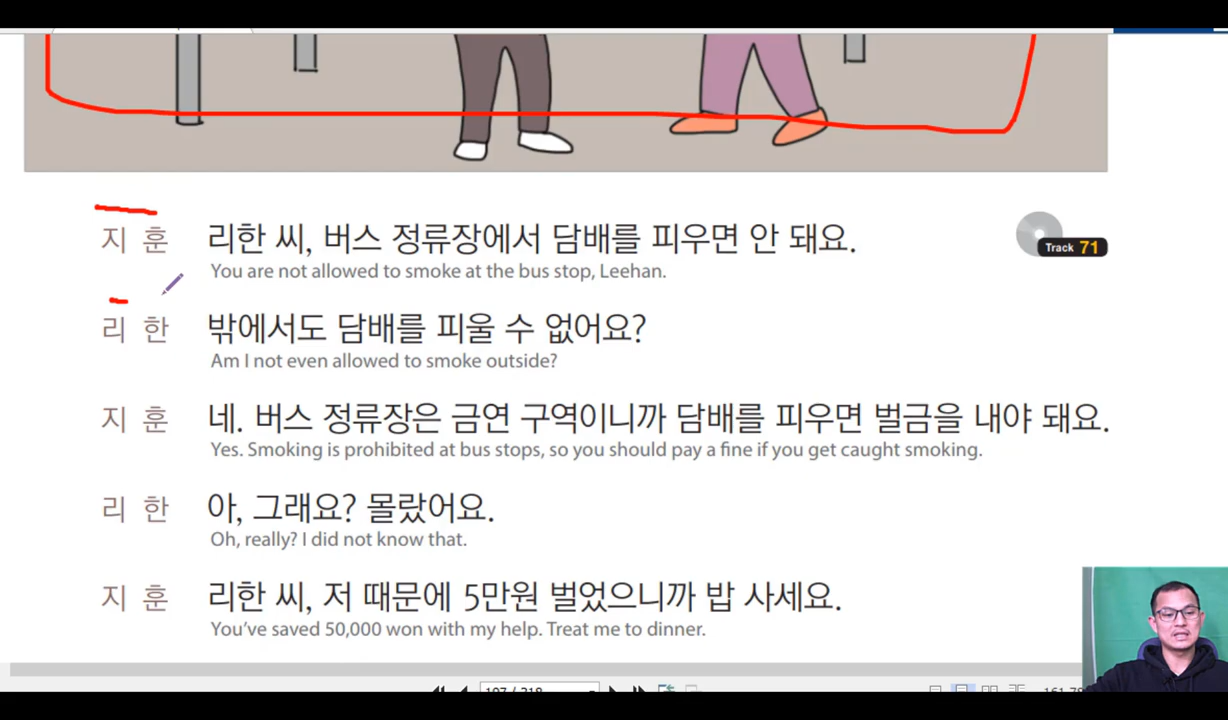 지 훈 리한 씨, 버스 정류장에서 담배를 피우면 안 돼요.
Track 71
You are not allowed to smoke at the bus stop, Leehan.
리 한 밖에서도 담배를 피울 수 없어요?
Am I not even allowed to smoke outside?
지 훈 네. 버스 정류장은 금연 구역이니까 담배를 피우면 벌금을 내야 돼요.
Yes. Smoking is prohibited at bus stops, so you should pay a fine if you get caught smoking.
리 한 아, 그래요? 몰랐어요.
Oh, really? I did not know that.
지 훈 리한 씨, 저 때문에 5만원 벌었으니까 밥 사세요.
You've saved 50,000 won with my help. Treat me to dinner.